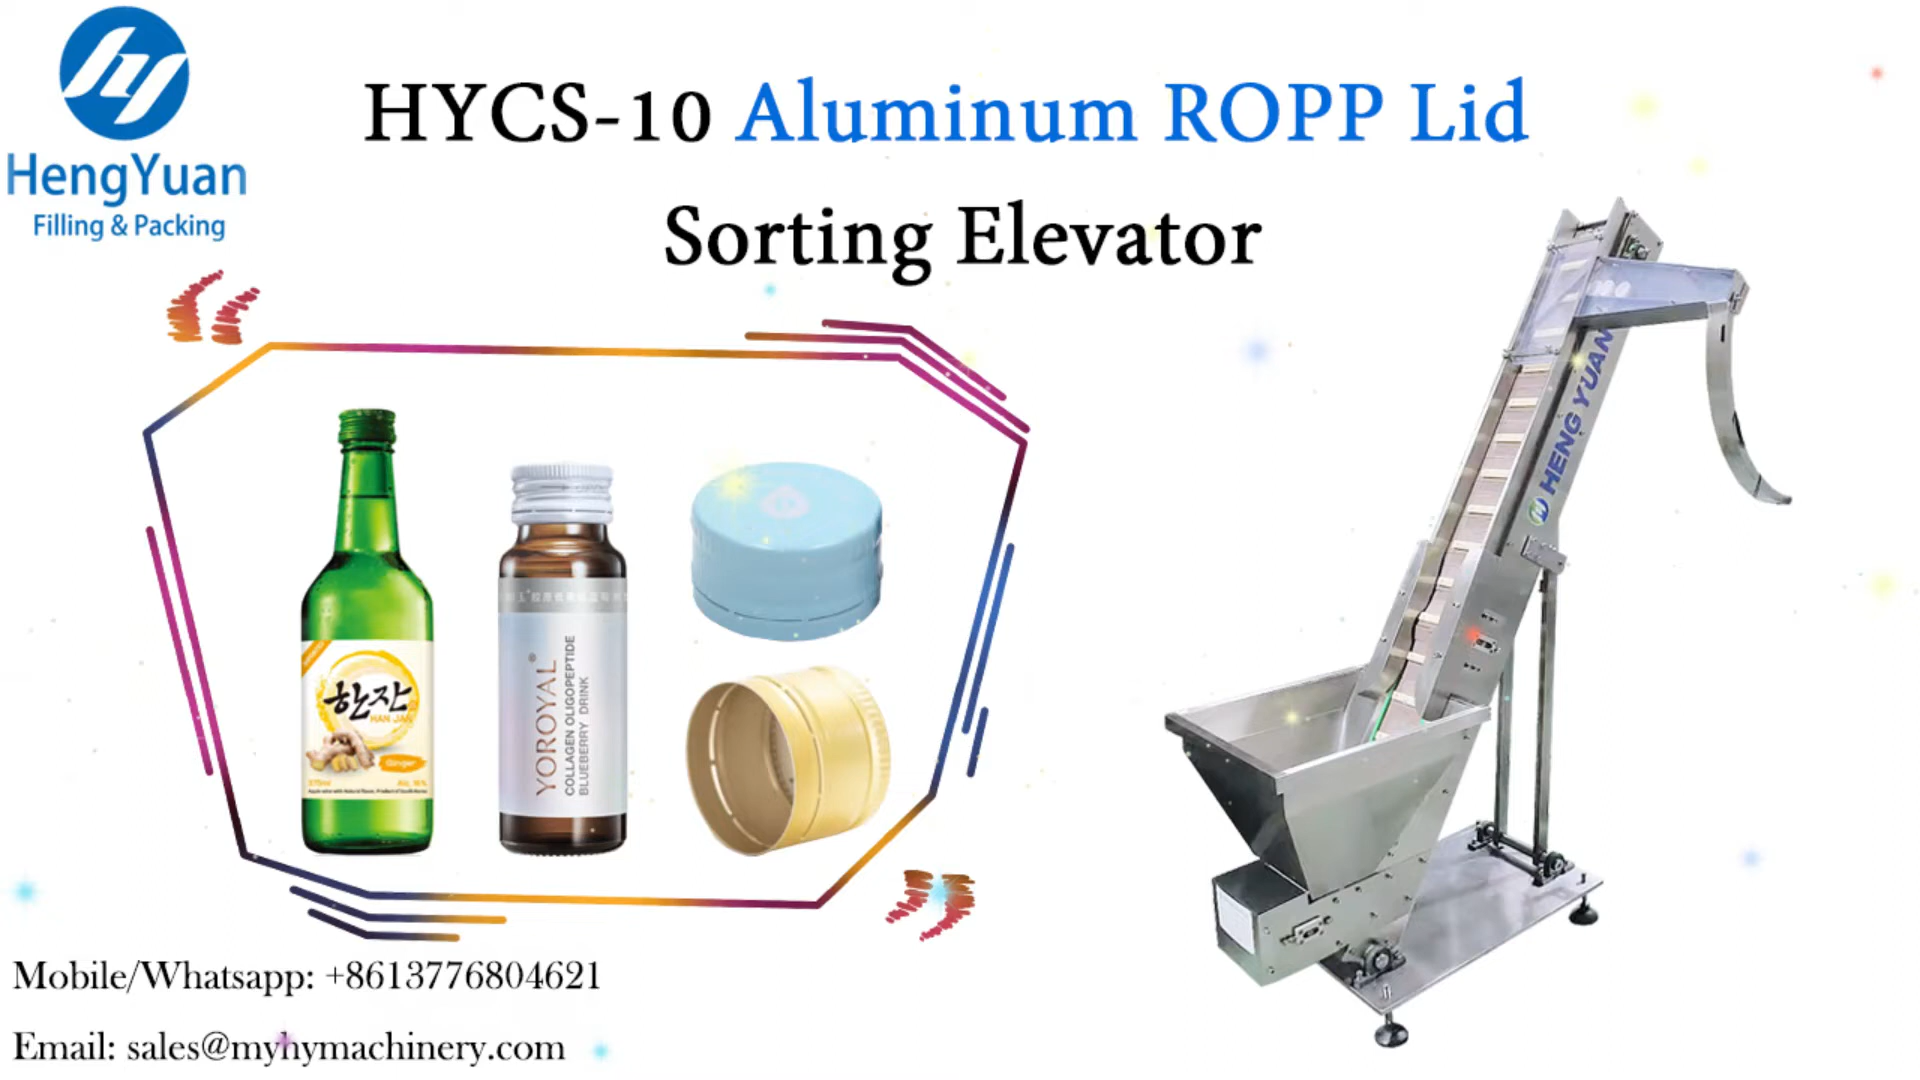 HengYuan
Filling & Packing
HYCS-10 Aluminum ROPP Lid
Sorting Elevator
HENG YUAN
한잔
HAN JAN
Ginger
375ml
YOROYAL®
COLLAGEN OLIGOPEPTIDE
BLUEBERRY DRINK
Mobile/Whatsapp: +8613776804621
Email: sales@myhymachinery.com